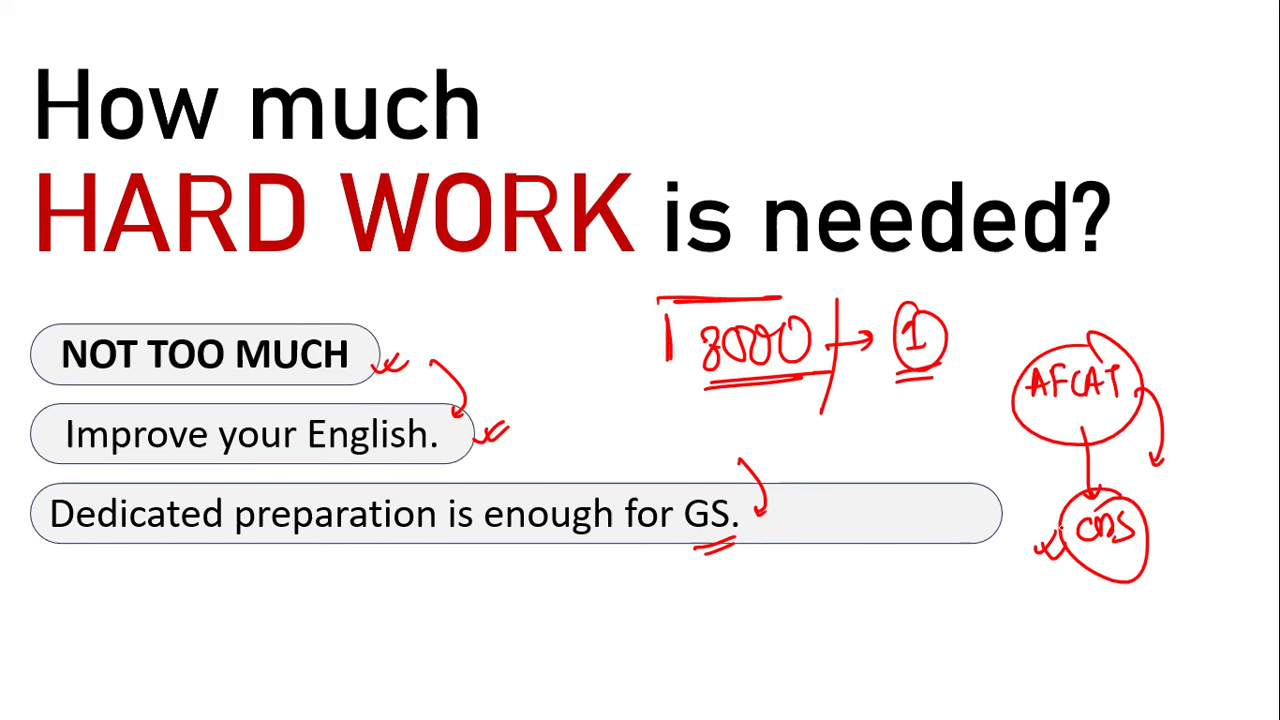 How much
HARD WORK is needed?
NOT TOO MUCH
8000 → 1
AFCAT
Improve your English.
Dedicated preparation is enough for GS.
CDS